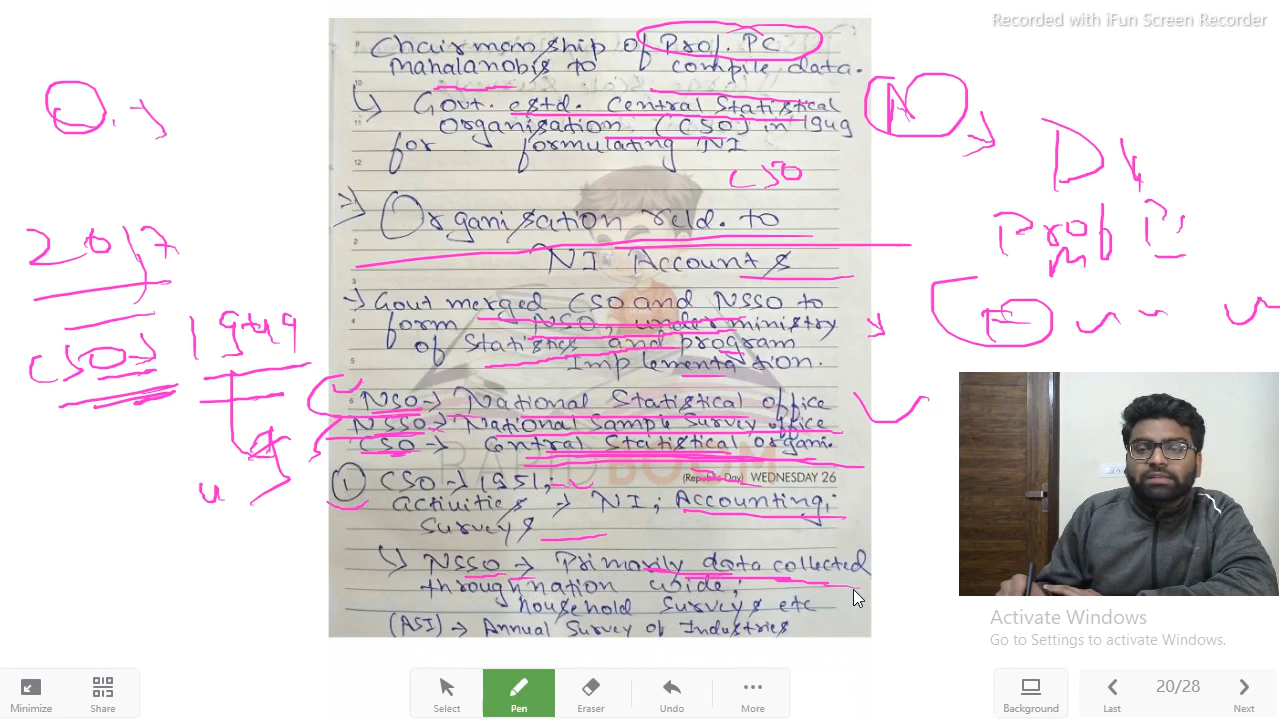 Recorded with iFun Screen Recorder
Chairmanship of Prof. PC
Mahalanobis to compile data.
↳ Govt. estd. Central Statistical
Organisation (CSO) in 1949
for formulating NI
CSO
N
2017
CSO → 1949
Prof P
⇒ Organisation reld. to
NI Accounts
→ Govt merged CSO and NSSO to
form NSO, under ministry
of Statistics and program
Implementation.
NSO → National Statistical office
NSSO → National Sample Survey office
CSO → Central Statistical organi.
BOOM
(Republic Day) WEDNESDAY 26
① CSO → 1951;
activities → NI; Accounting;
Surveys
↳ NSSO → Primarily data collected
through nation wide;
household surveys etc
(ASI) → Annual Survey of Industries
Activate Windows
Go to Settings to activate Windows.
Minimize
Share
Select
Pen
Eraser
Undo
More
Background
Last
20/28
Next